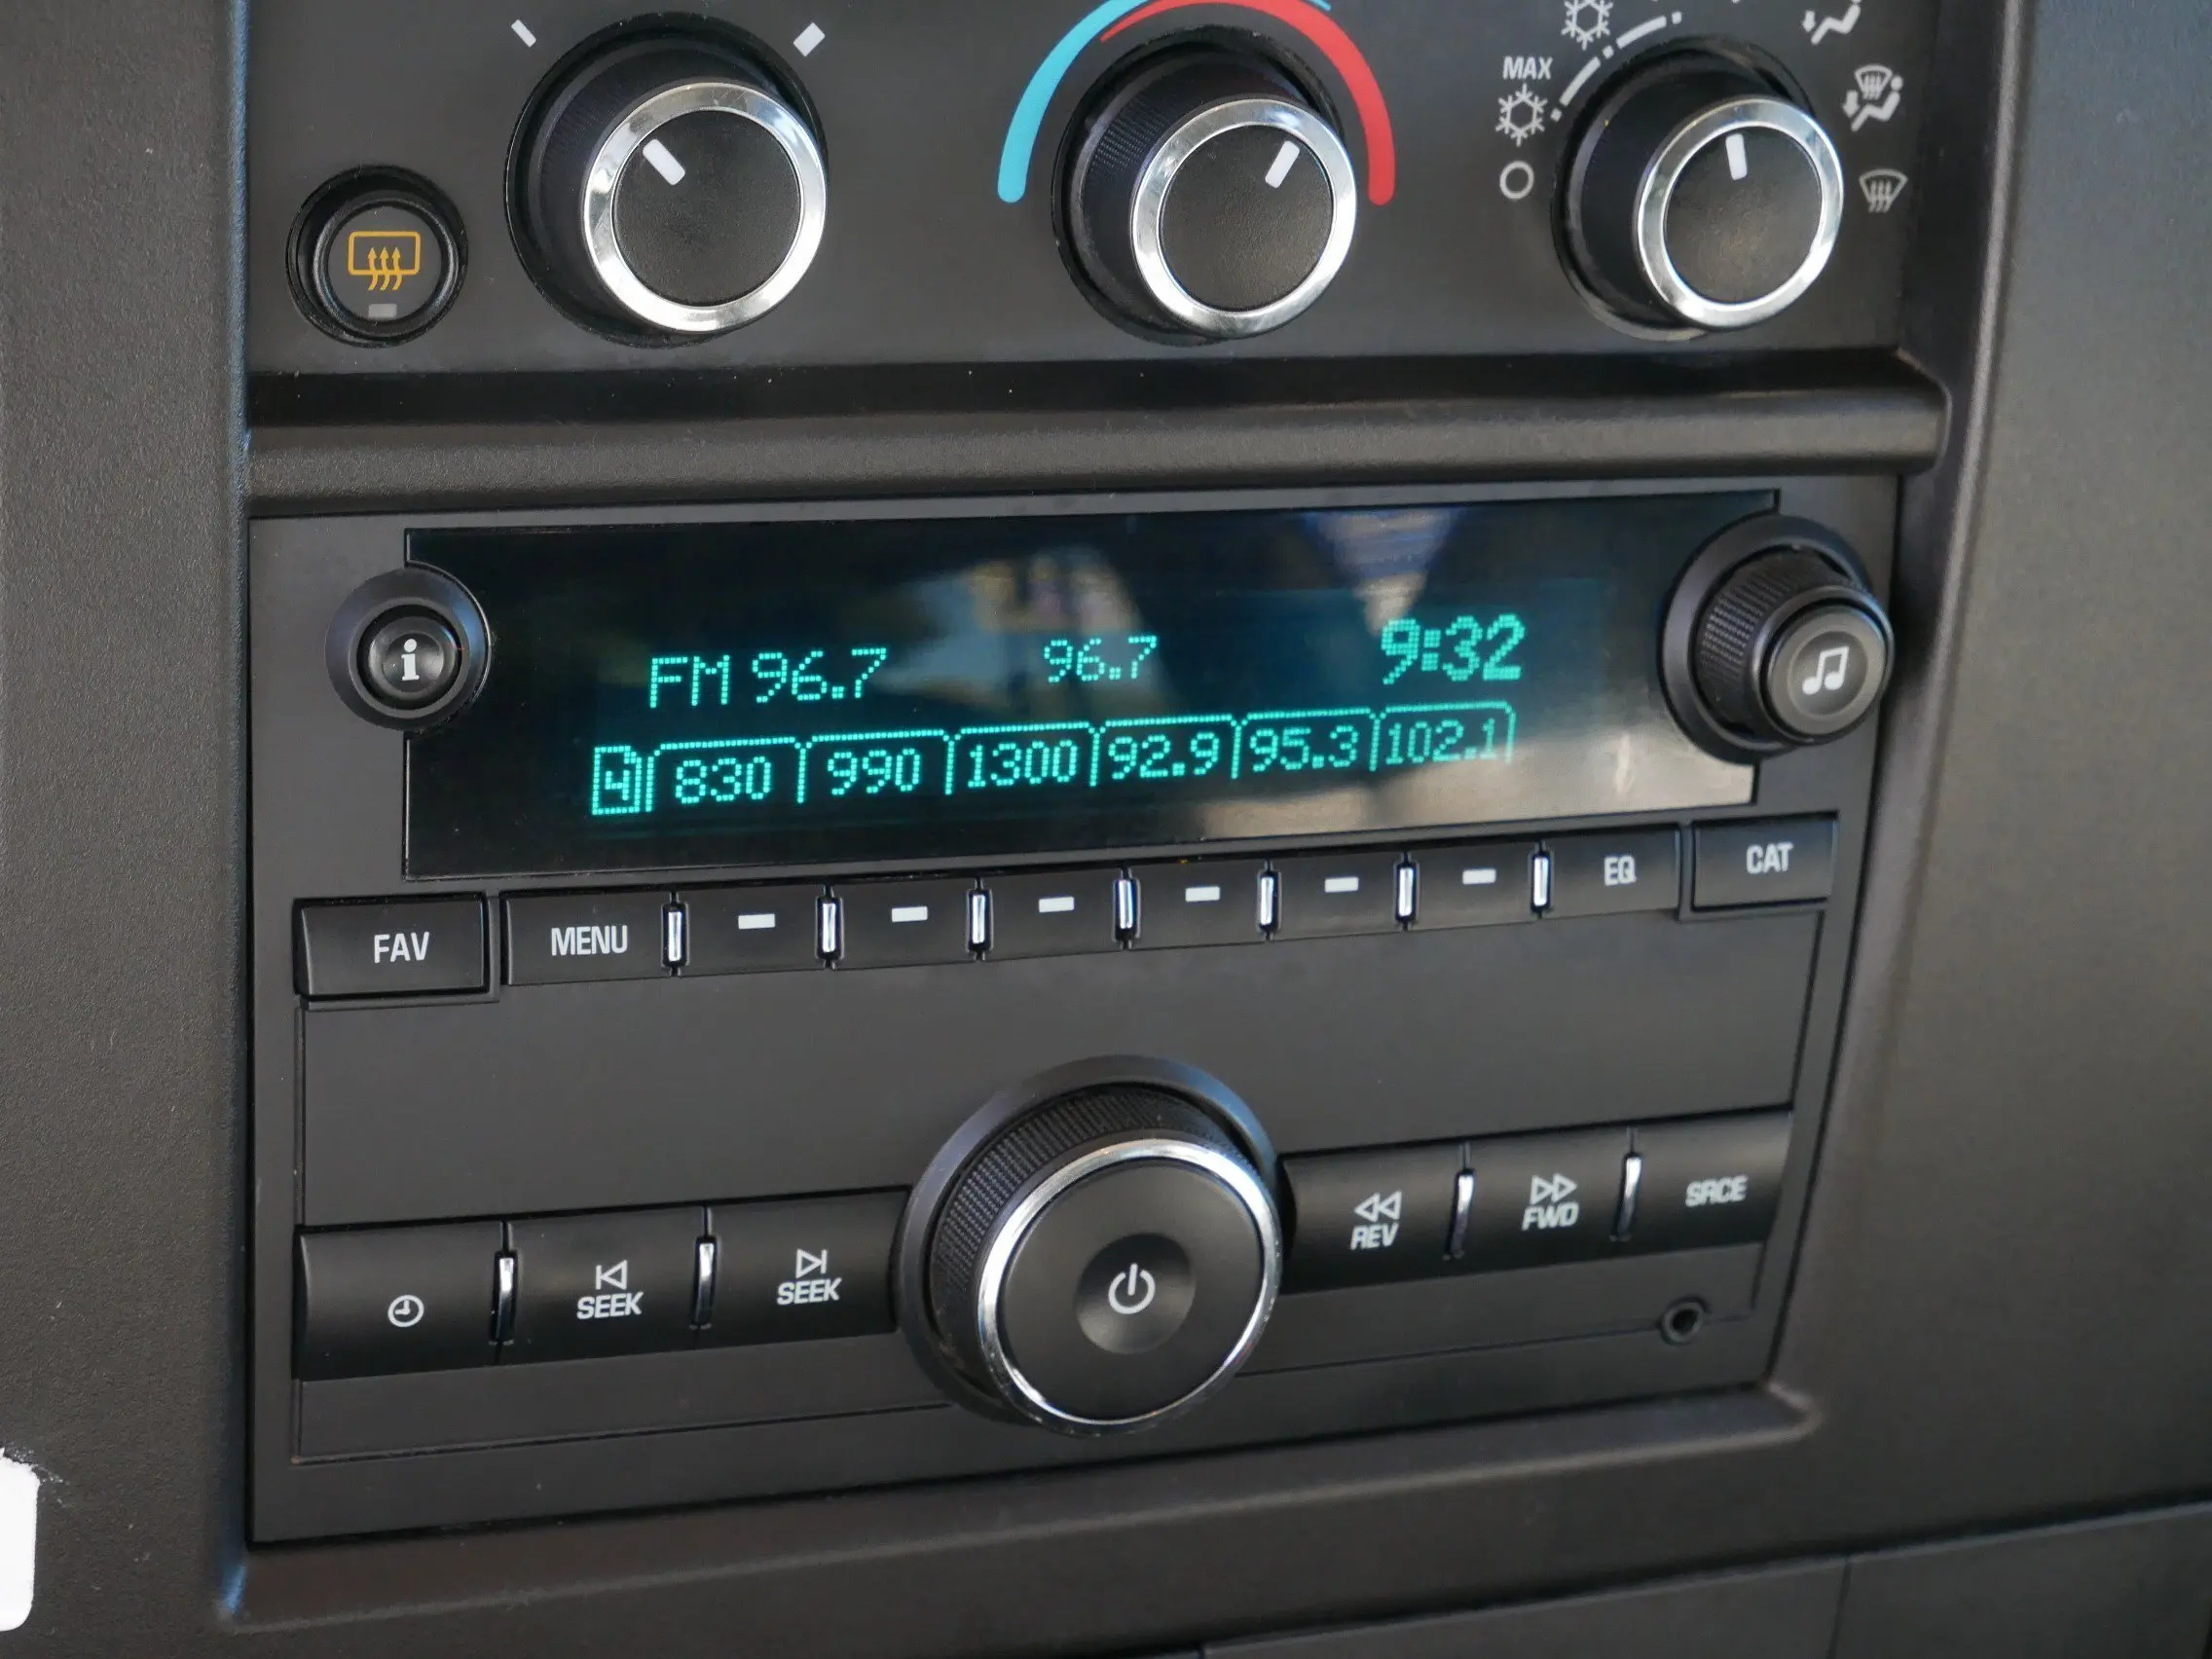 MAX
i
FM 96.7 96.7 9:32
4 830 990 1300 92.9 95.3 102.1
FAV MENU EQ CAT
SEEK SEEK REV FWD SRCE